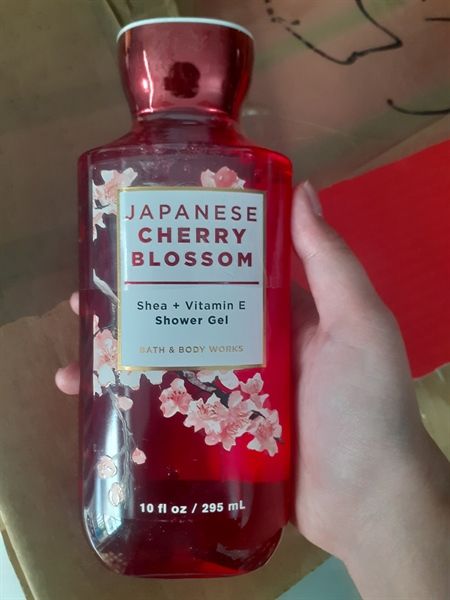 JAPANESE
CHERRY
BLOSSOM
Shea + Vitamin E
Shower Gel
BATH & BODY WORKS
10 fl oz / 295 mL